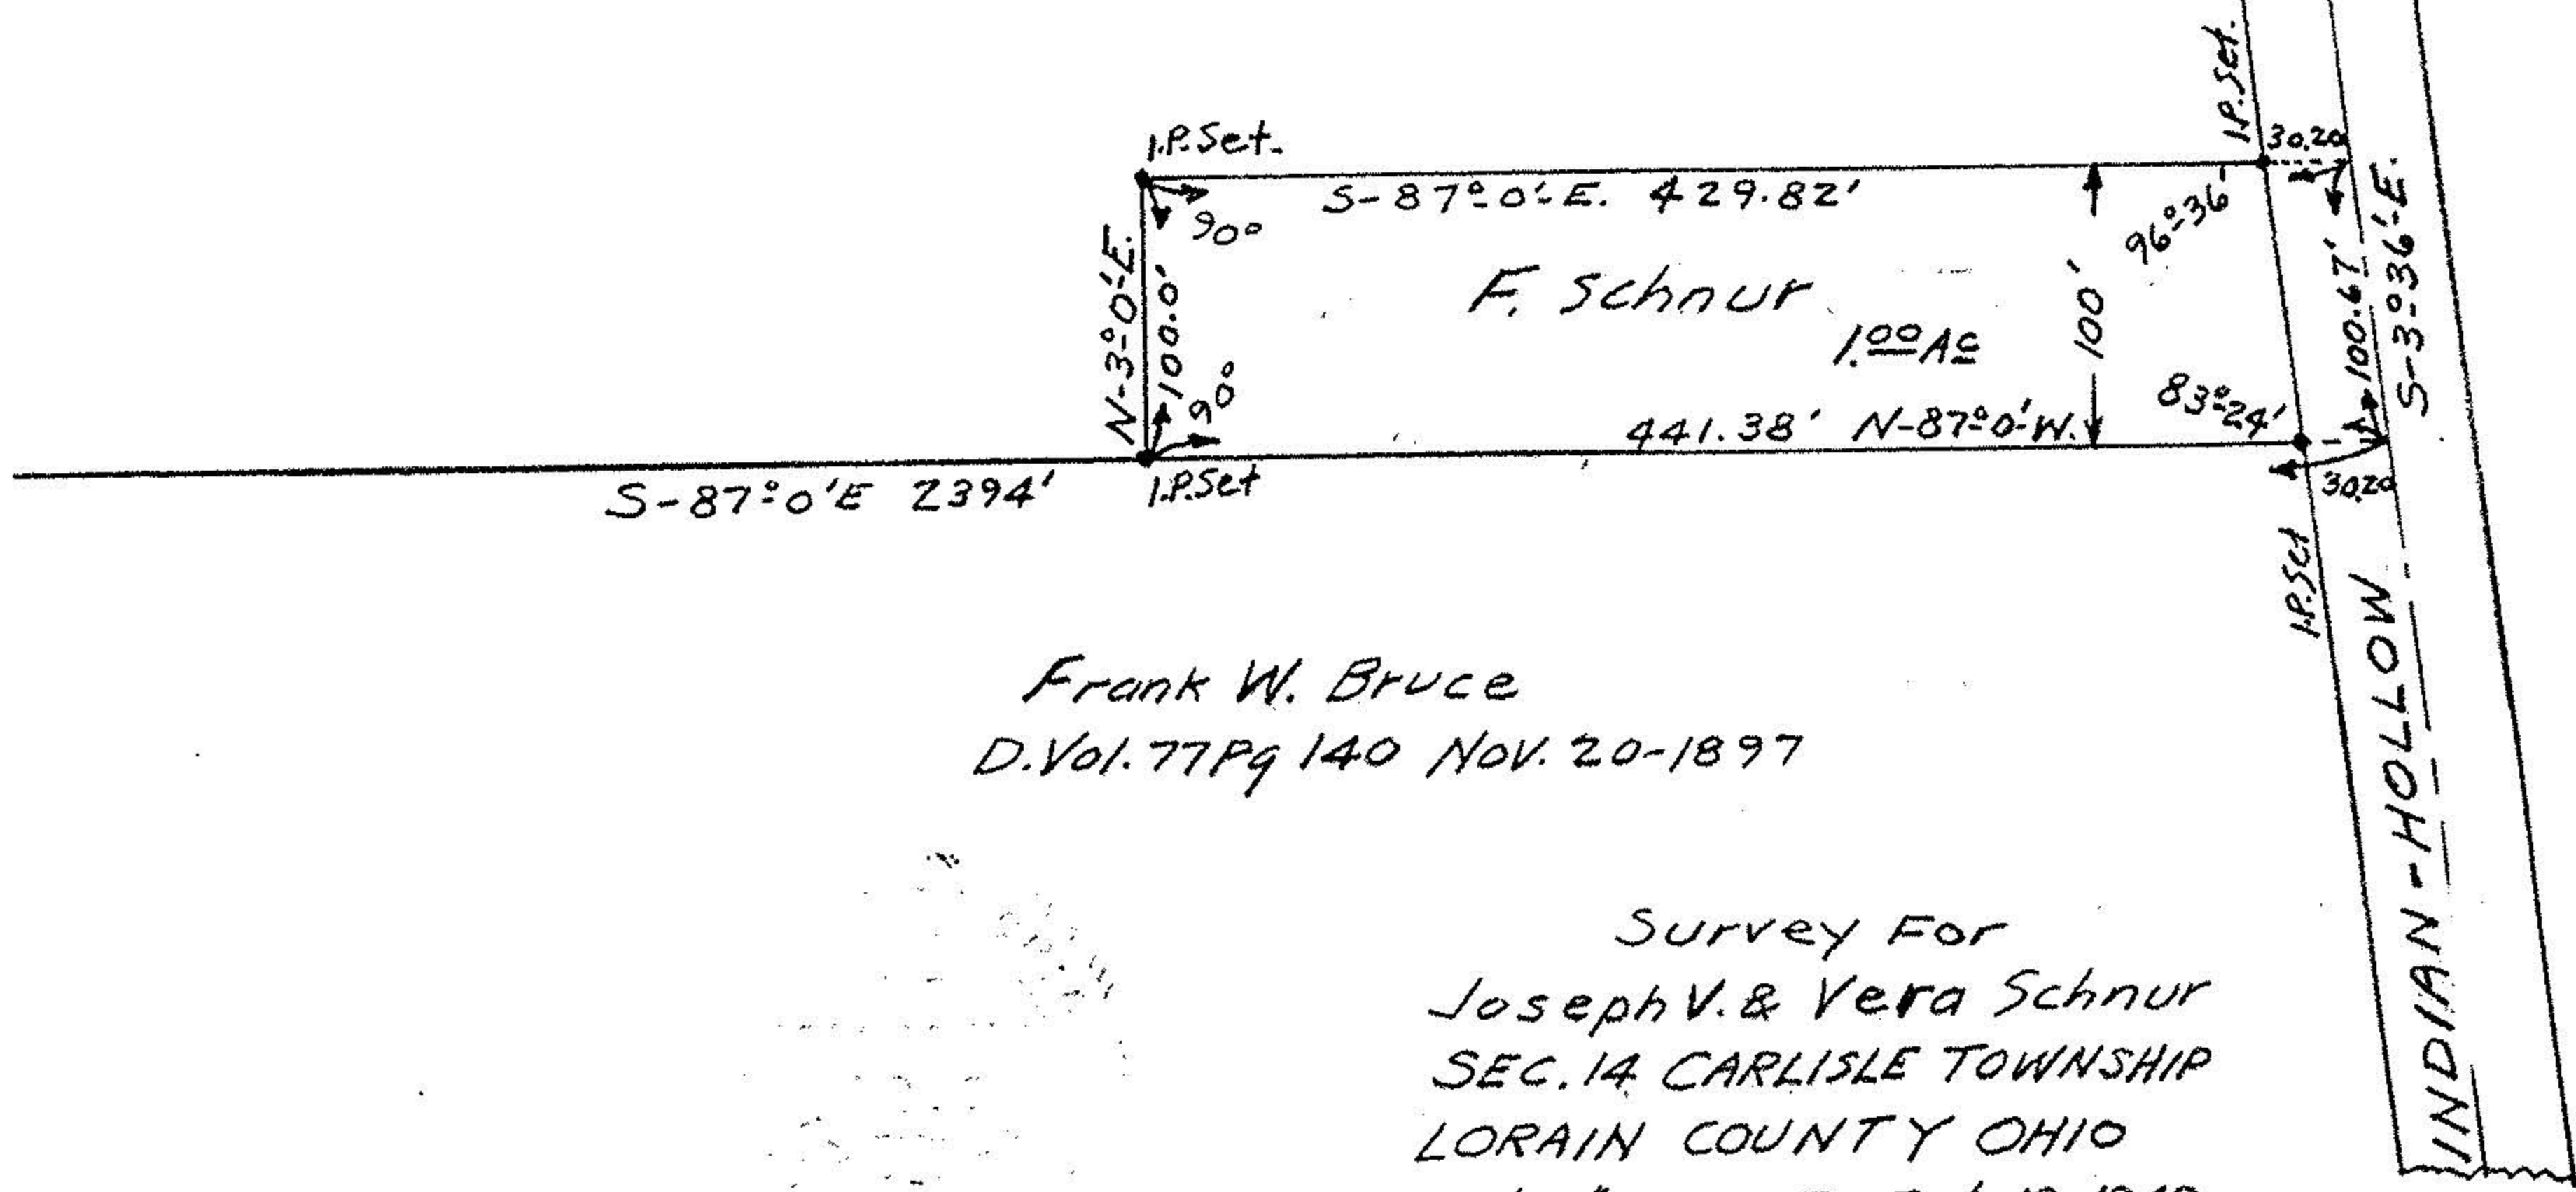 I.P. Set.
I.P. Set.
30.20
S-87°0'-E. 429.82'
96°-36'
90°
N-3°0'-E.
100.0'
F. Schnur
1.00 Ac
100'
100.67'
S-3°36'-E.
90°
441.38' N-87°0'-W.
83°-24'
30.20
S-87°0'E 2394'
I.P. Set
I.P. Set
INDIAN-HOLLOW
Frank W. Bruce
D.Vol. 77 Pg 140 Nov. 20-1897
Survey For
Joseph V. & Vera Schnur
SEC. 14 CARLISLE TOWNSHIP
LORAIN COUNTY OHIO